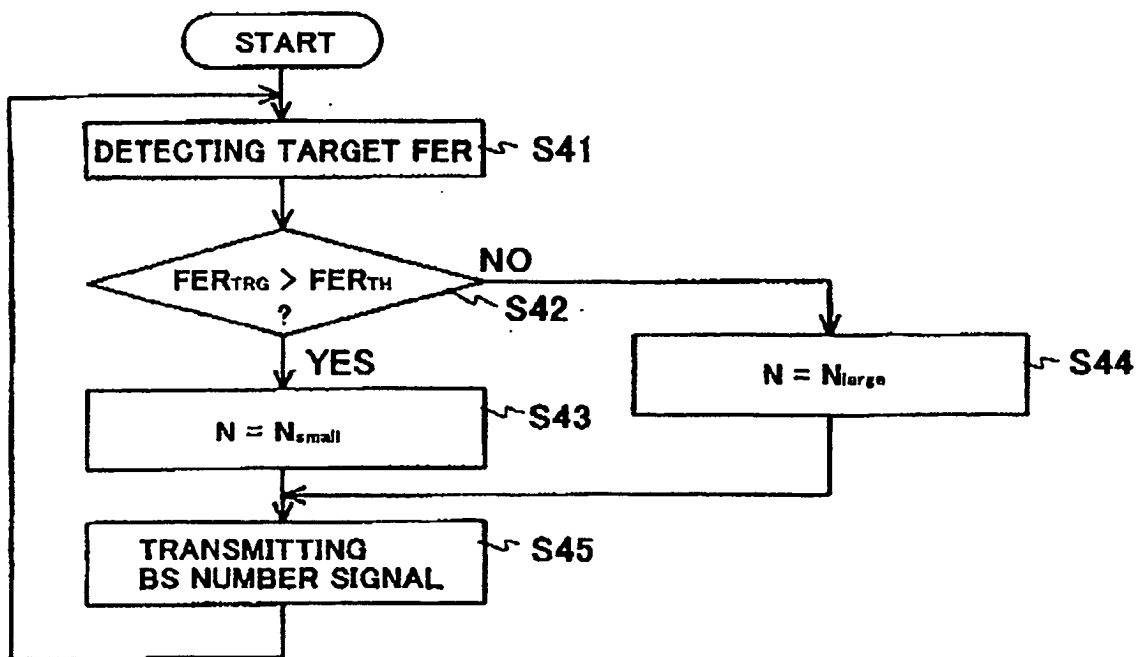 START
DETECTING TARGET FER
S41
FERTRG > FERTH
?
NO
S42
YES
N = Nlarge
S44
N = Nsmall
S43
TRANSMITTING
BS NUMBER SIGNAL
S45